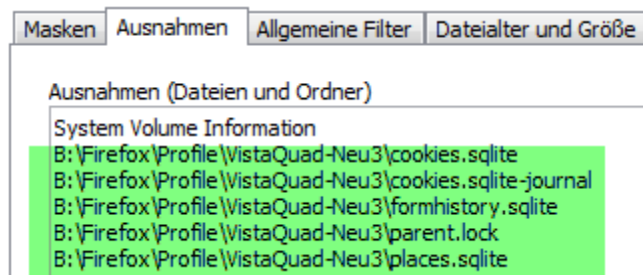 Masken Ausnahmen Allgemeine Filter Dateialter und Größe
Ausnahmen (Dateien und Ordner)
System Volume Information
B:\Firefox\Profile\VistaQuad-Neu3\cookies.sqlite
B:\Firefox\Profile\VistaQuad-Neu3\cookies.sqlite-journal
B:\Firefox\Profile\VistaQuad-Neu3\formhistory.sqlite
B:\Firefox\Profile\VistaQuad-Neu3\parent.lock
B:\Firefox\Profile\VistaQuad-Neu3\places.sqlite